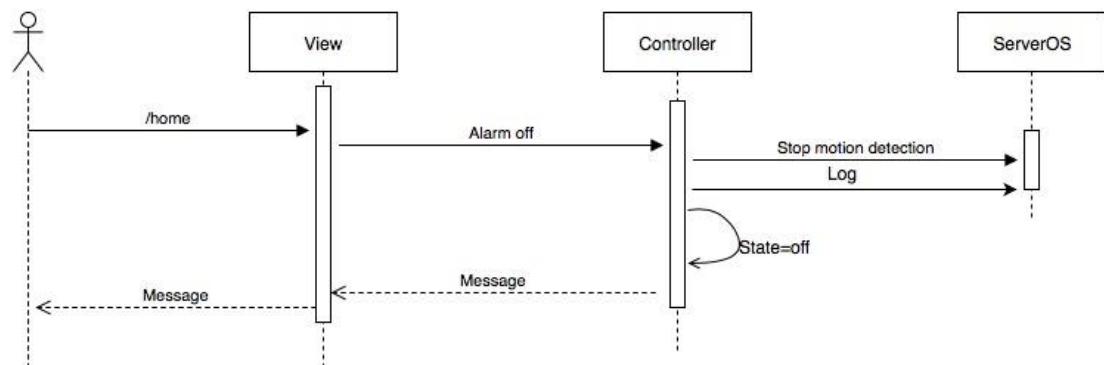 View
Controller
ServerOS
/home
Alarm off
Stop motion detection
Log
State=off
Message
Message